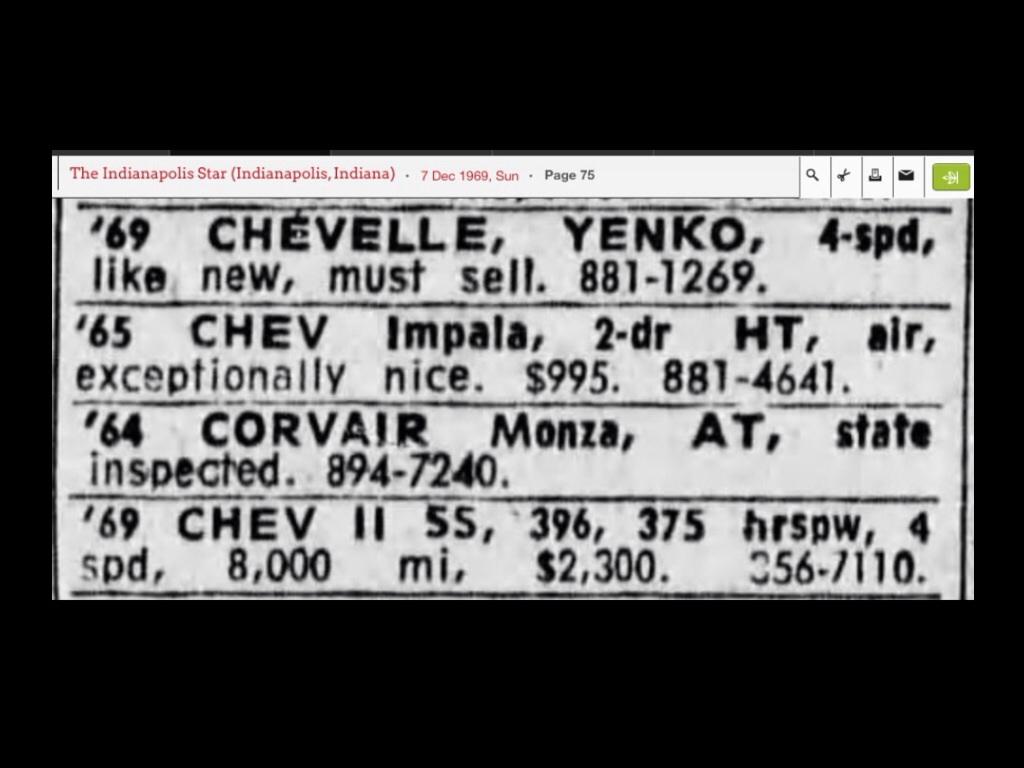 The Indianapolis Star (Indianapolis, Indiana) · 7 Dec 1969, Sun · Page 75
'69 CHEVELLE, YENKO, 4-spd,
like new, must sell. 881-1269.
'65 CHEV Impala, 2-dr HT, air,
exceptionally nice. $995. 881-4641.
'64 CORVAIR Monza, AT, state
inspected. 894-7240.
'69 CHEV II SS, 396, 375 hrspw, 4
spd, 8,000 mi, $2,300.